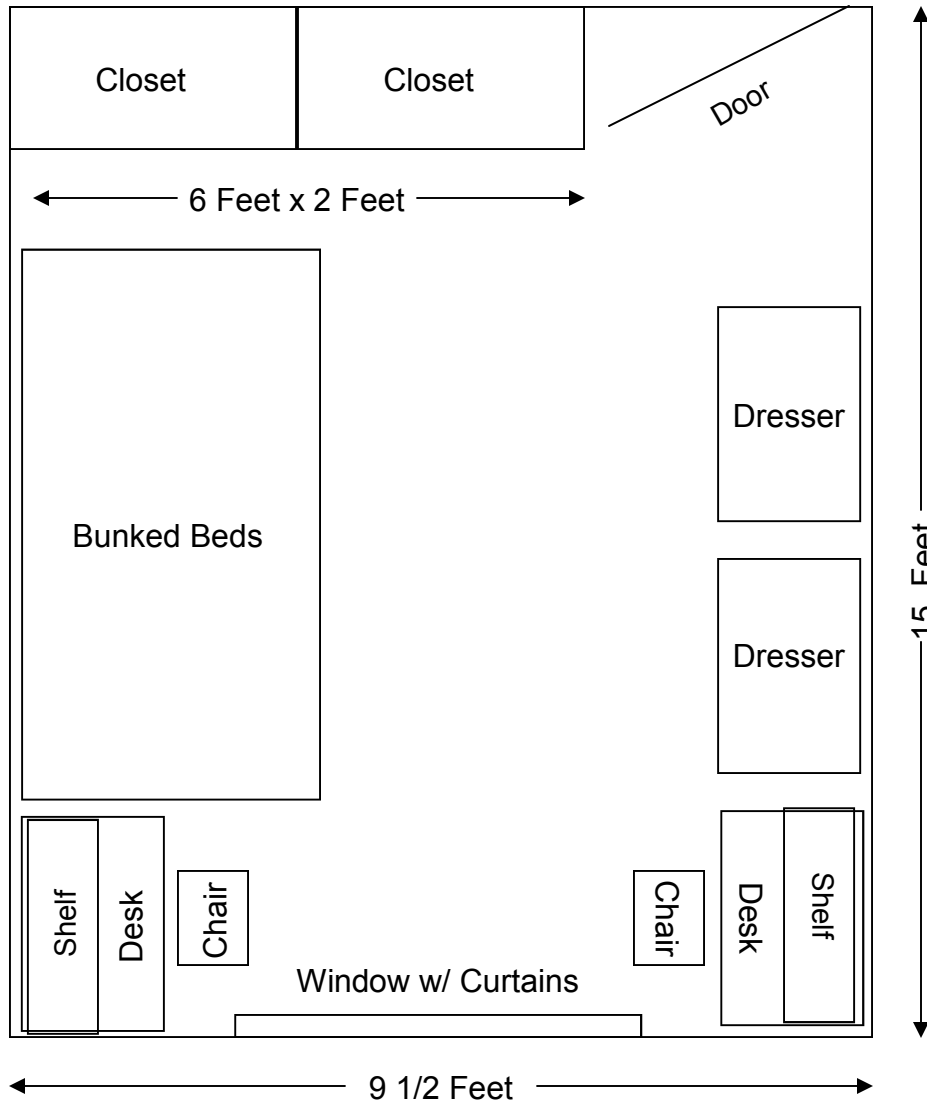 Closet
Closet
Door
6 Feet x 2 Feet
Dresser
Bunked Beds
15 Feet
Dresser
Shelf
Desk
Chair
Chair
Desk
Shelf
Window w/ Curtains
9 1/2 Feet